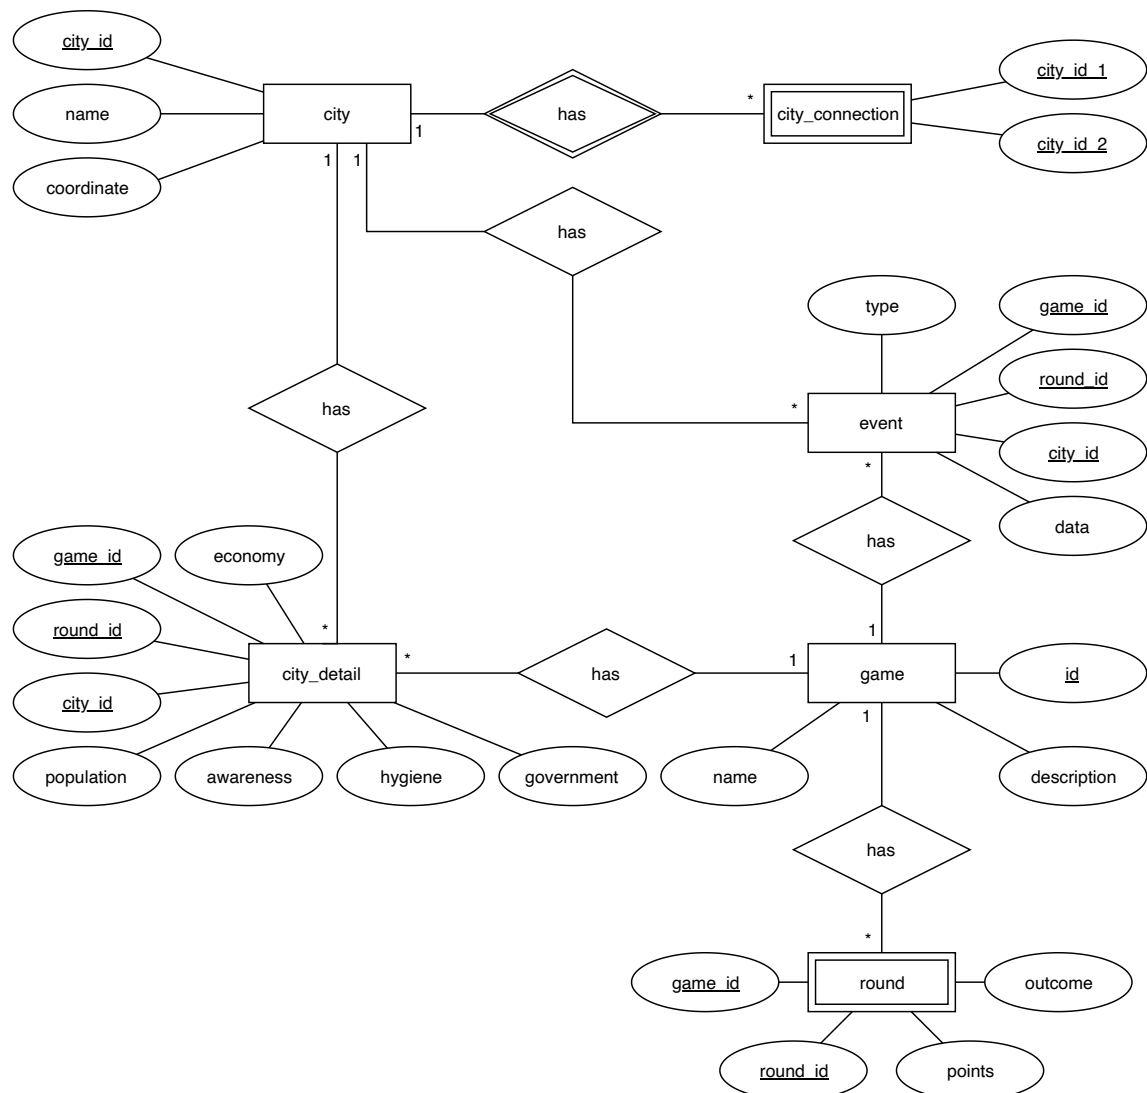 city_id
name
coordinate
city
1
1
1
has
*
city_connection
city_id_1
city_id_2
has
type
game_id
round_id
city_id
data
*
event
*
has
has
1
game_id
economy
round_id
city_id
*
city_detail
*
has
1
game
1
id
population
awareness
hygiene
government
name
description
has
*
game_id
round
outcome
round_id
points